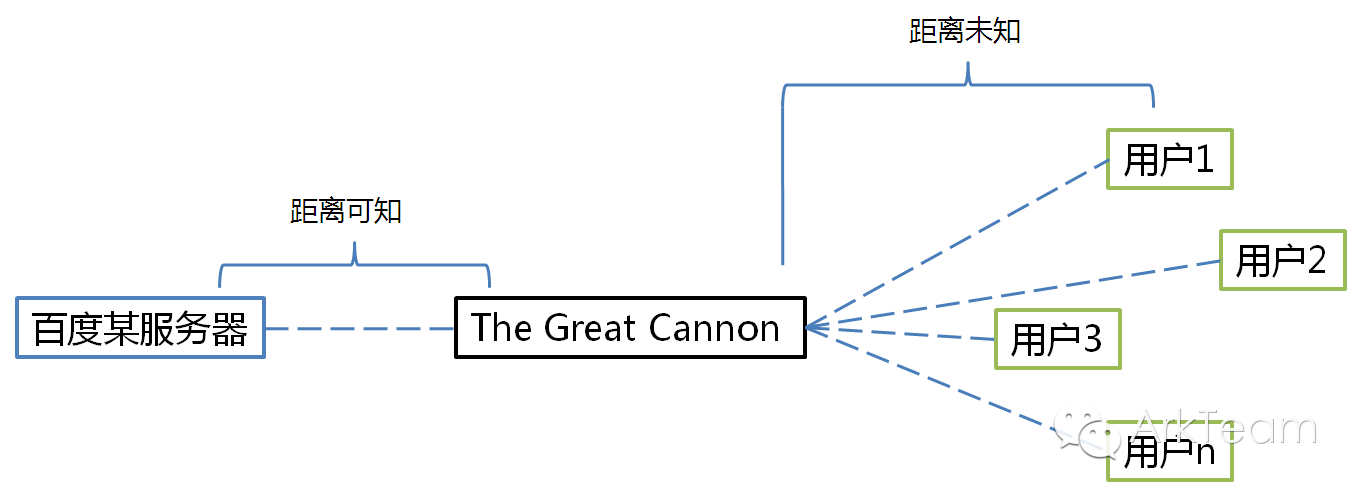 距离未知
用户1
距离可知
用户2
百度某服务器
The Great Cannon
用户3
ArkTeam
用户n